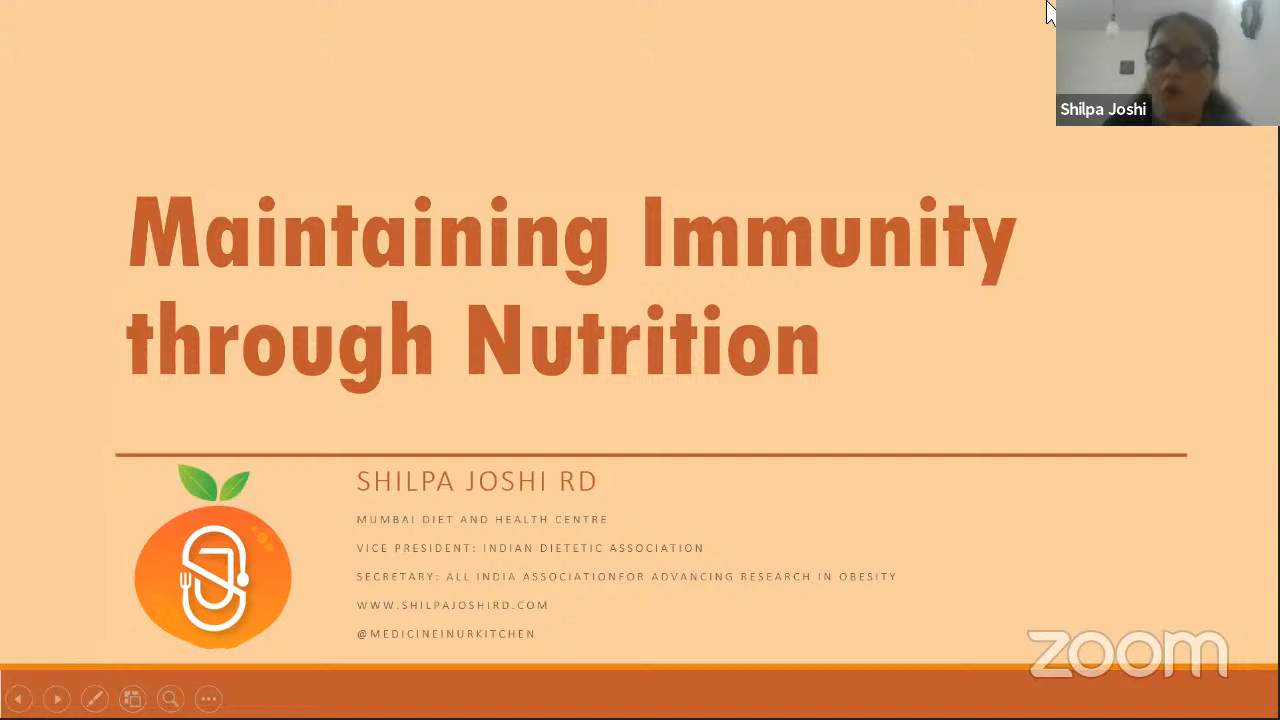 Shilpa Joshi
Maintaining Immunity
through Nutrition
SHILPA JOSHI RD
MUMBAI DIET AND HEALTH CENTRE
VICE PRESIDENT: INDIAN DIETETIC ASSOCIATION
SECRETARY: ALL INDIA ASSOCIATIONFOR ADVANCING RESEARCH IN OBESITY
WWW.SHILPAJOSHIRD.COM
@MEDICINEINURKITCHEN
zoom